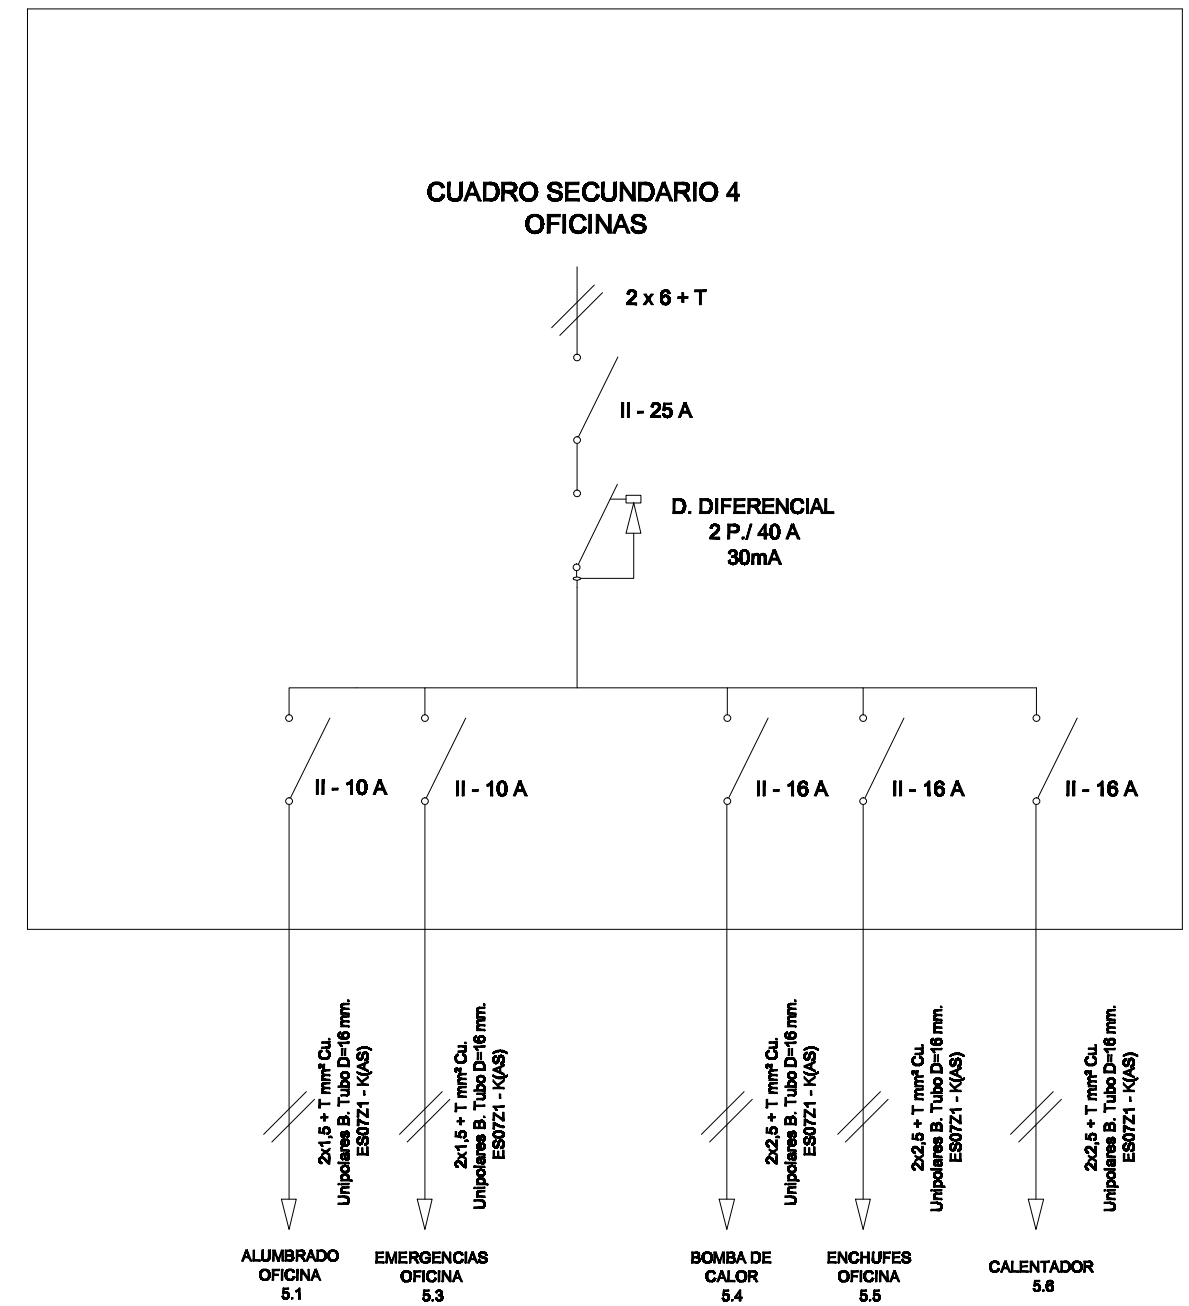 CUADRO SECUNDARIO 4
OFICINAS
2 x 6 + T
II - 25 A
D. DIFERENCIAL
2 P./ 40 A
30mA
II - 10 A
II - 10 A
II - 16 A
II - 16 A
II - 16 A
2x1,5 + T mm² Cu.
Unipolares B. Tubo D=16 mm.
ES07Z1 - K(AS)
2x1,5 + T mm² Cu.
Unipolares B. Tubo D=16 mm.
ES07Z1 - K(AS)
2x2,5 + T mm² Cu.
Unipolares B. Tubo D=16 mm.
ES07Z1 - K(AS)
2x2,5 + T mm² Cu.
Unipolares B. Tubo D=16 mm.
ES07Z1 - K(AS)
2x2,5 + T mm² Cu.
Unipolares B. Tubo D=16 mm.
ES07Z1 - K(AS)
ALUMBRADO
OFICINA
5.1
EMERGENCIAS
OFICINA
5.3
BOMBA DE
CALOR
5.4
ENCHUFES
OFICINA
5.5
CALENTADOR
5.6